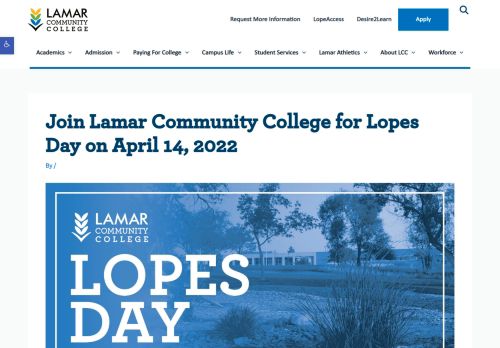 LAMAR
COMMUNITY
COLLEGE
Request More Information LopeAccess Desire2Learn Apply
Academics Admission Paying For College Campus Life Student Services Lamar Athletics About LCC Workforce
Join Lamar Community College for Lopes
Day on April 14, 2022
By /
LAMAR
COMMUNITY
COLLEGE
LOPES
DAY